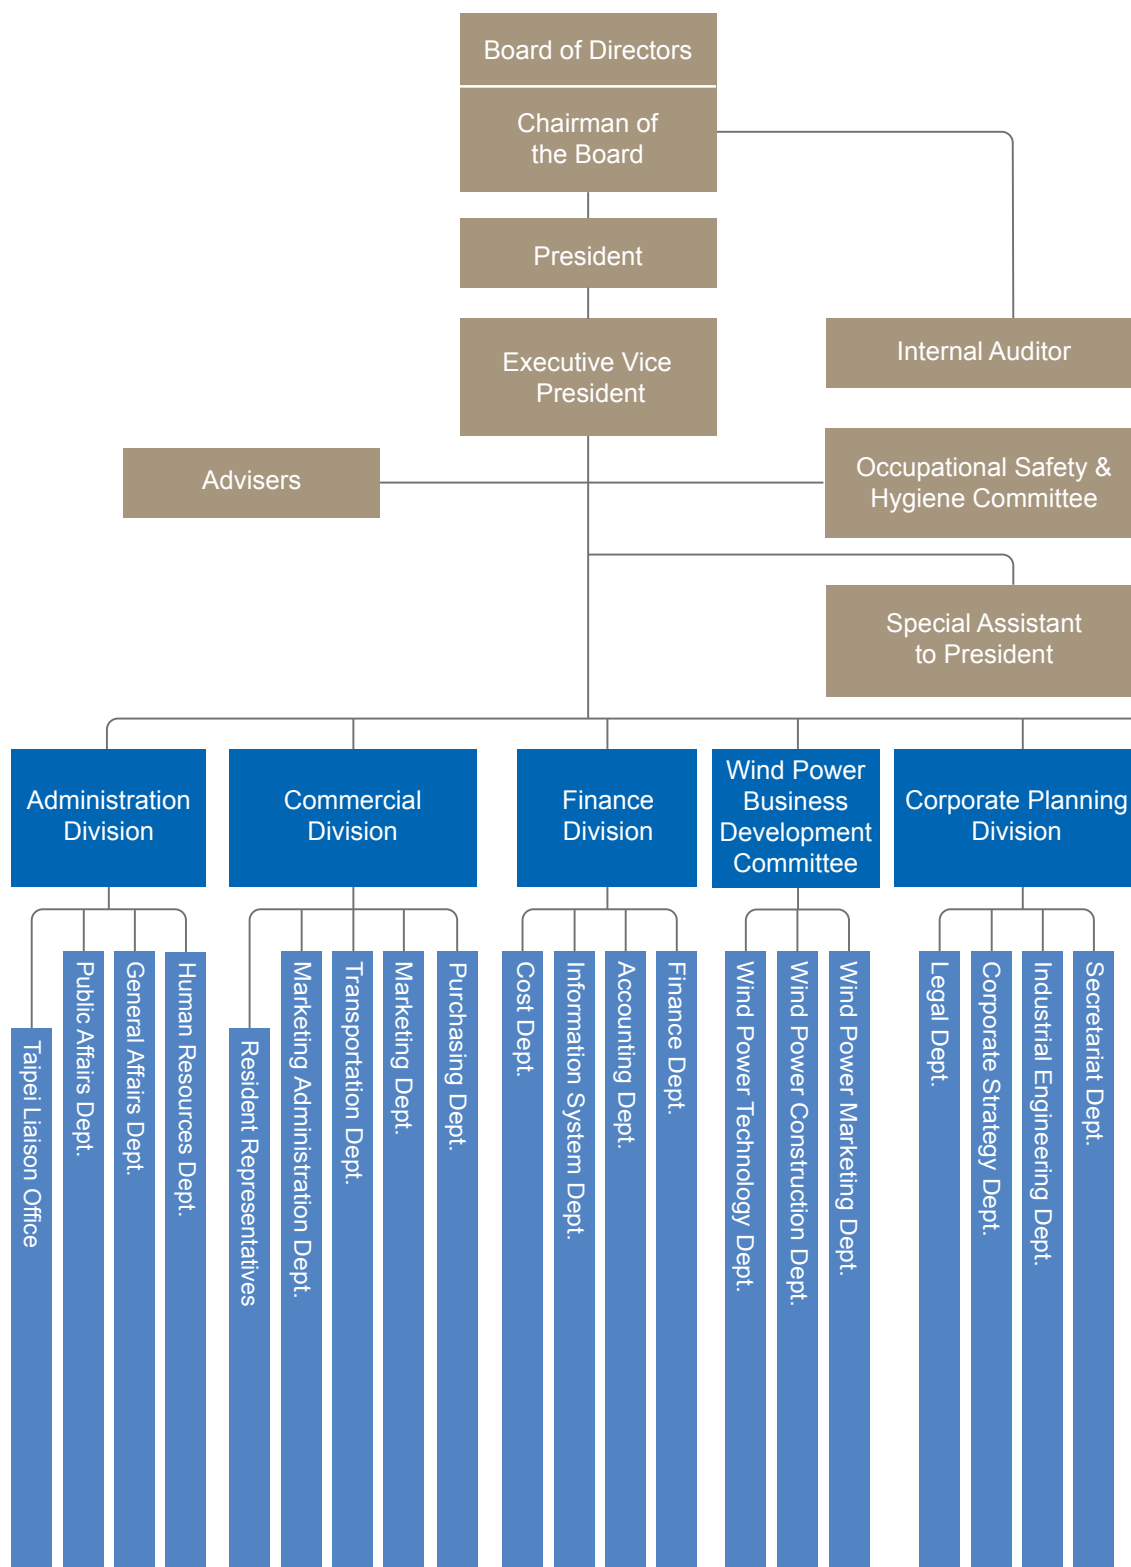 Board of Directors
Chairman of
the Board
President
Executive Vice
President
Internal Auditor
Advisers
Occupational Safety &
Hygiene Committee
Special Assistant
to President
Administration
Division
Commercial
Division
Finance
Division
Wind Power
Business
Development
Committee
Corporate Planning
Division
Taipei Liaison Office
Public Affairs Dept.
General Affairs Dept.
Human Resources Dept.
Resident Representatives
Marketing Administration Dept.
Transportation Dept.
Marketing Dept.
Purchasing Dept.
Cost Dept.
Information System Dept.
Accounting Dept.
Finance Dept.
Wind Power Technology Dept.
Wind Power Construction Dept.
Wind Power Marketing Dept.
Legal Dept.
Corporate Strategy Dept.
Industrial Engineering Dept.
Secretariat Dept.